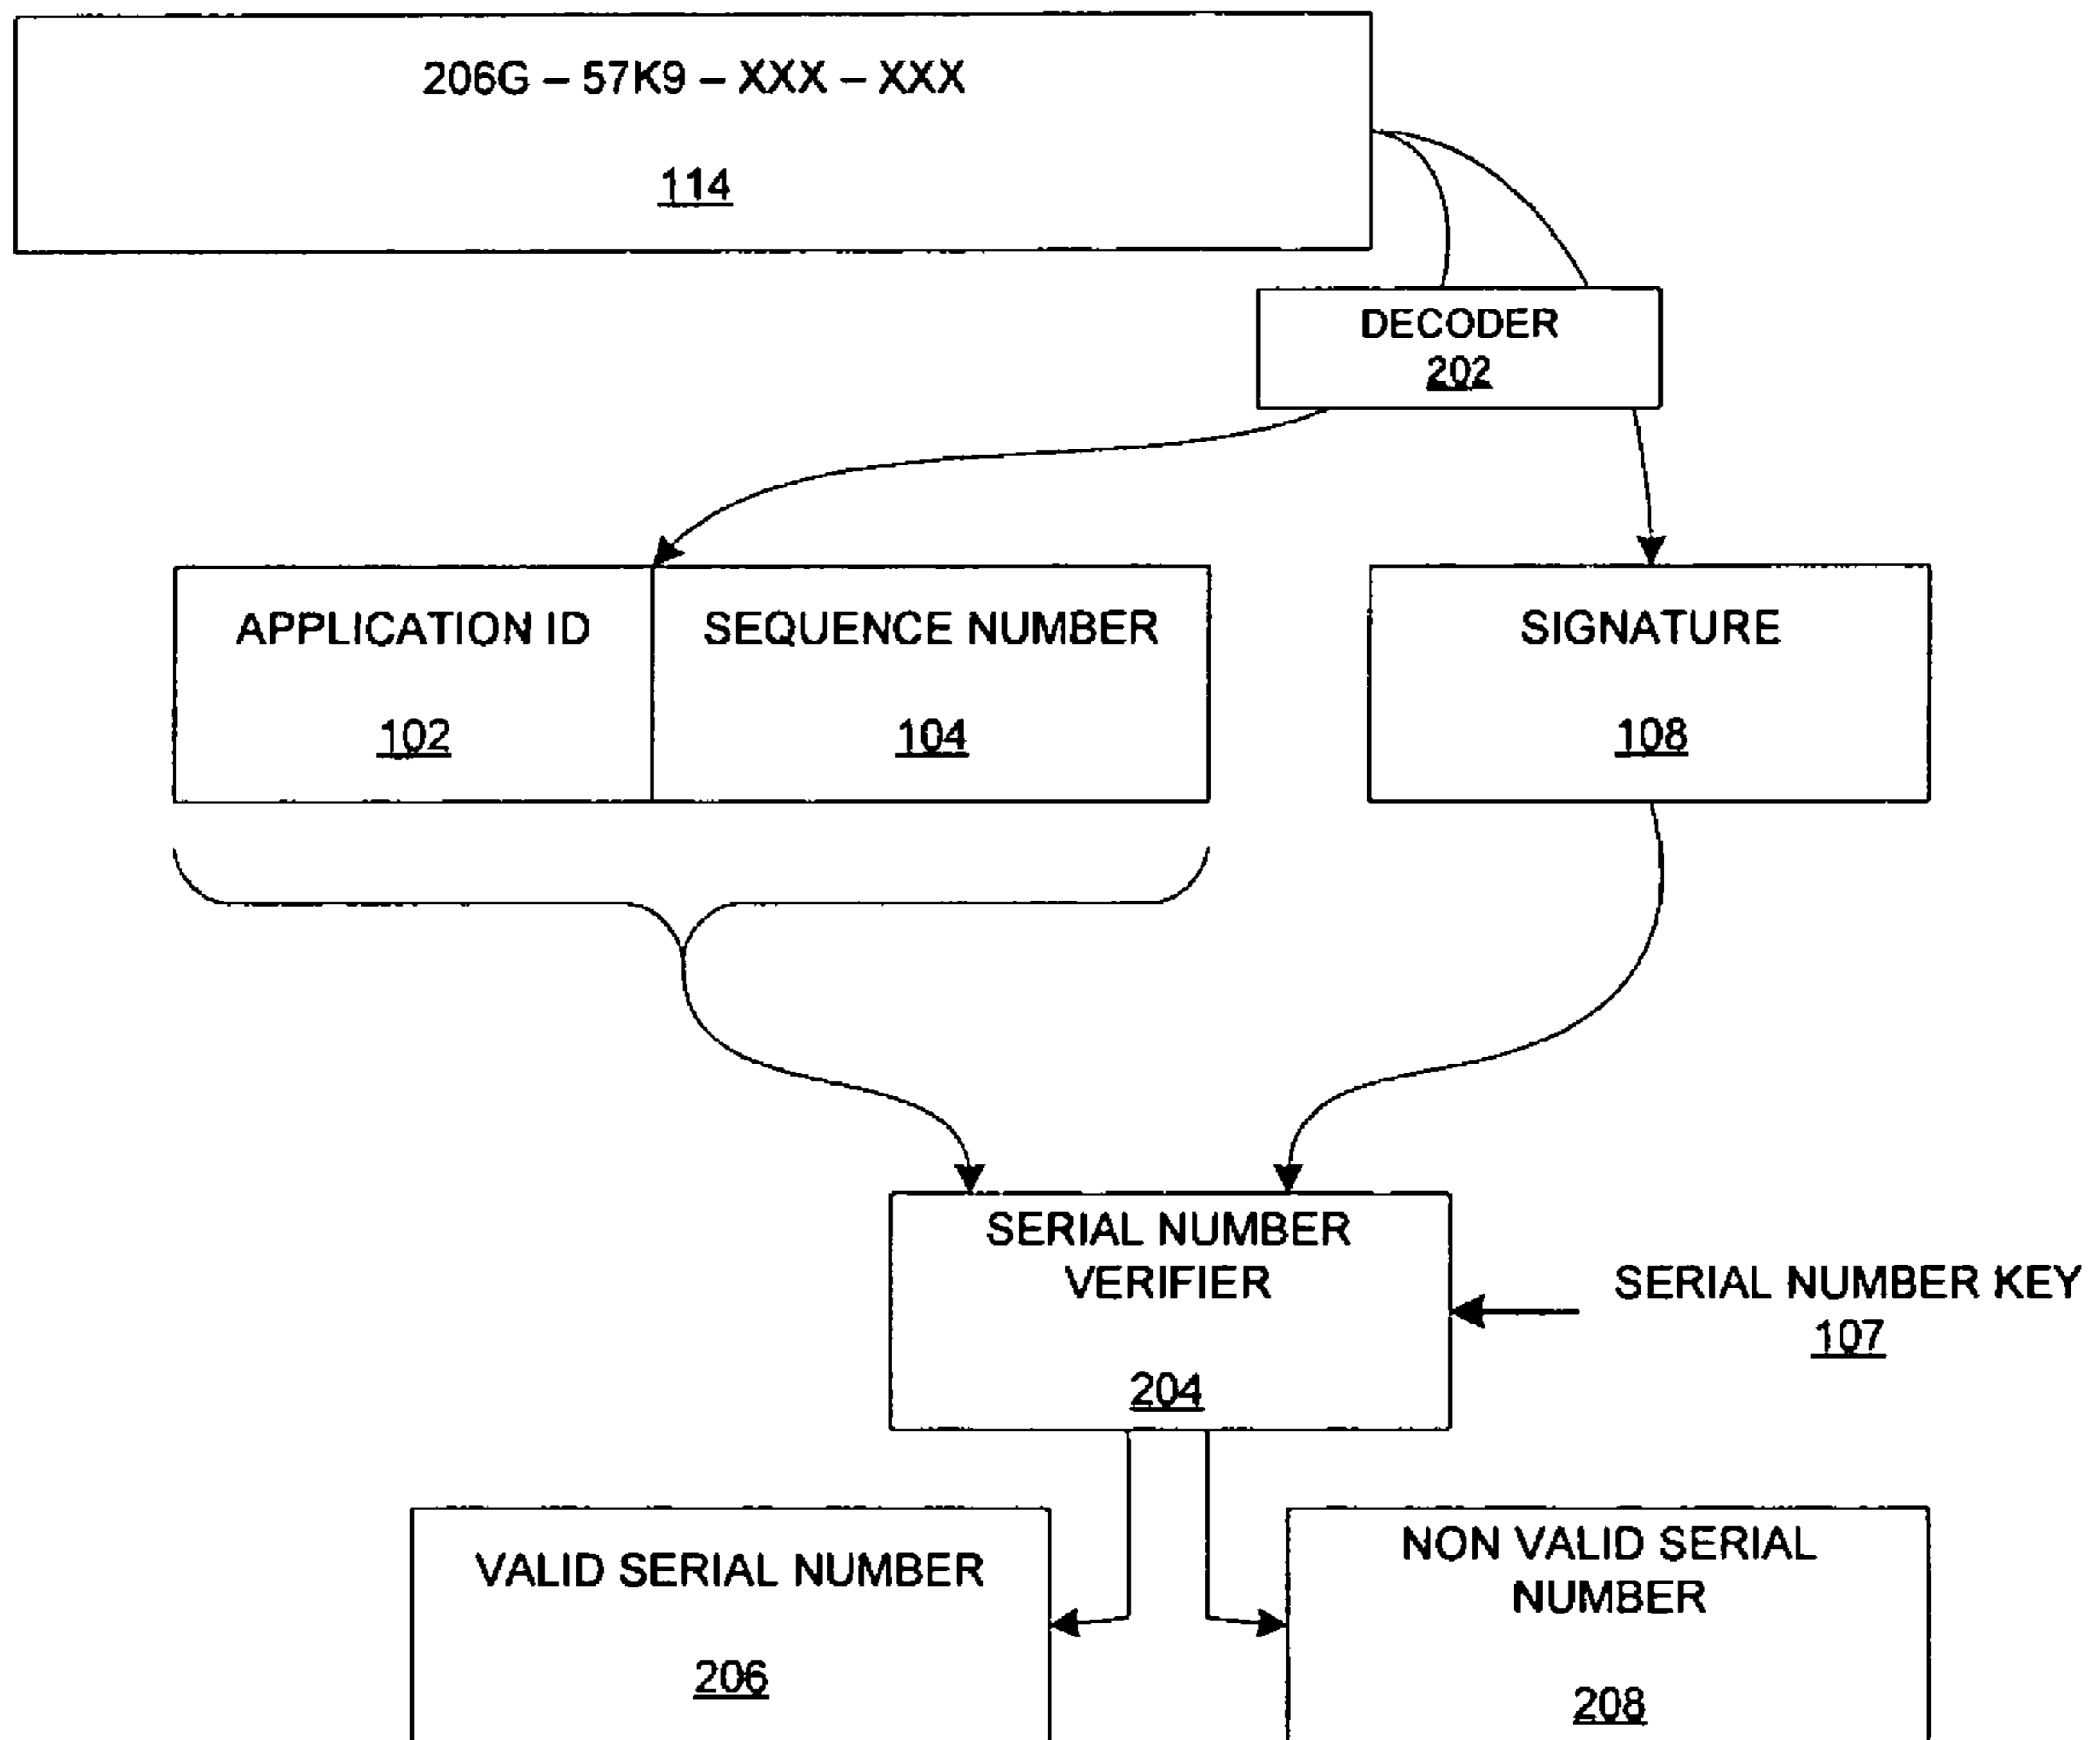 206G – 57K9 – XXX – XXX
114
DECODER
202
APPLICATION ID
102
SEQUENCE NUMBER
104
SIGNATURE
108
SERIAL NUMBER
VERIFIER
204
SERIAL NUMBER KEY
107
VALID SERIAL NUMBER
206
NON VALID SERIAL
NUMBER
208